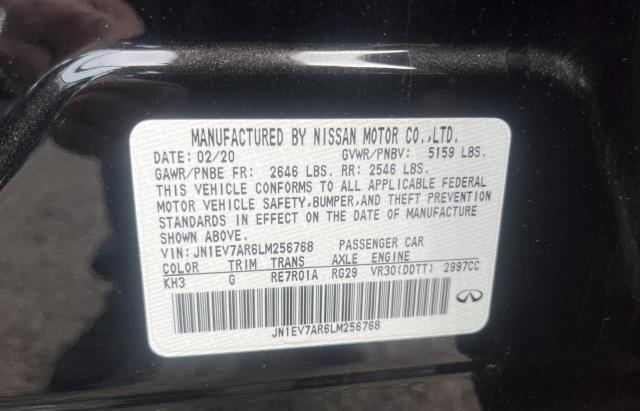 MANUFACTURED BY NISSAN MOTOR CO.,LTD.
DATE: 02/20 GVWR/PNBV: 5159 LBS.
GAWR/PNBE FR: 2646 LBS. RR: 2546 LBS.
THIS VEHICLE CONFORMS TO ALL APPLICABLE FEDERAL
MOTOR VEHICLE SAFETY,BUMPER,AND THEFT PREVENTION
STANDARDS IN EFFECT ON THE DATE OF MANUFACTURE
SHOWN ABOVE.
VIN: JN1EV7AR6LM256768 PASSENGER CAR
COLOR TRIM TRANS AXLE ENGINE
KH3 G RE7R01A RG29 VR30(DDTT) 2997CC
JN1EV7AR6LM256768